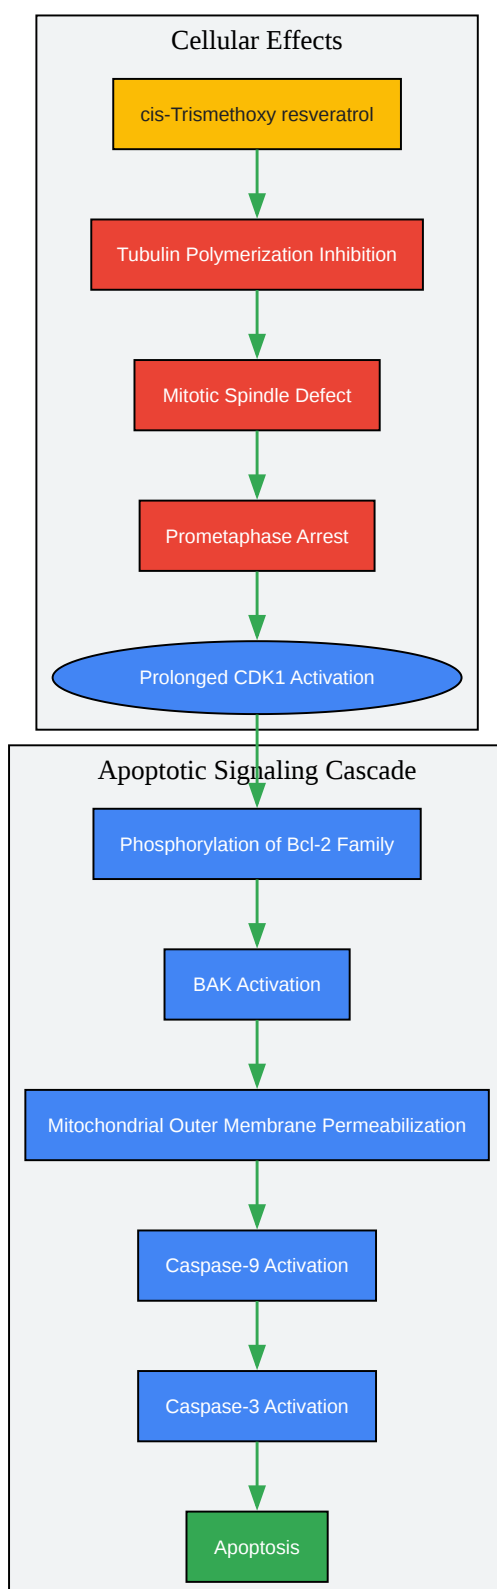 Cellular Effects
cis-Trismethoxy resveratrol
Tubulin Polymerization Inhibition
Mitotic Spindle Defect
Prometaphase Arrest
Prolonged CDK1 Activation
Apoptotic Signaling Cascade
Phosphorylation of Bcl-2 Family
BAK Activation
Mitochondrial Outer Membrane Permeabilization
Caspase-9 Activation
Caspase-3 Activation
Apoptosis